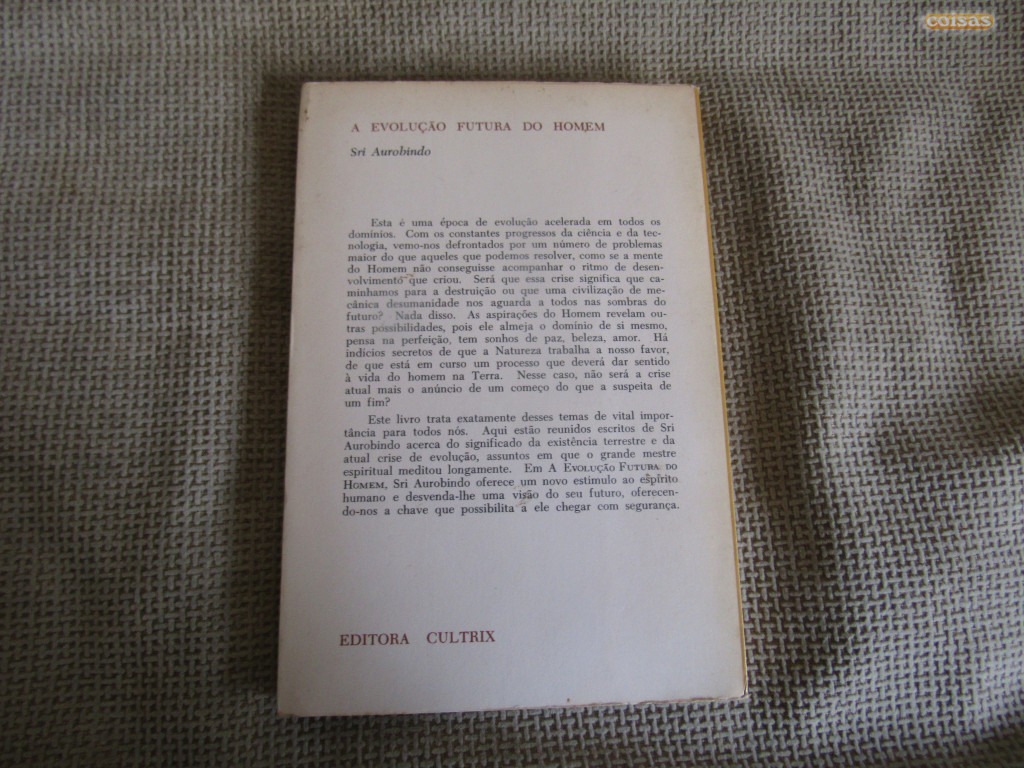 coisas
A EVOLUÇÃO FUTURA DO HOMEM
Sri Aurobindo
Esta é uma época de evolução acelerada em todos os
domínios. Com os constantes progressos da ciência e da tec-
nologia, vemo-nos defrontados por um número de problemas
maior do que aqueles que podemos resolver, como se a mente
do Homem não conseguisse acompanhar o ritmo de desen-
volvimento que criou. Será que essa crise significa que ca-
minhamos para a destruição ou que uma civilização de me-
cânica desumanidade nos aguarda a todos nas sombras do
futuro? Nada disso. As aspirações do Homem revelam ou-
tras possibilidades, pois ele almeja o domínio de si mesmo,
pensa na perfeição, tem sonhos de paz, beleza, amor. Há
indícios secretos de que a Natureza trabalha a nosso favor,
de que está em curso um processo que deverá dar sentido
à vida do homem na Terra. Nesse caso, não será a crise
atual mais o anúncio de um começo do que a suspeita de
um fim?
Este livro trata exatamente desses temas de vital impor-
tância para todos nós. Aqui estão reunidos escritos de Sri
Aurobindo acerca do significado da existência terrestre e da
atual crise de evolução, assuntos em que o grande mestre
espiritual meditou longamente. Em A EVOLUÇÃO FUTURA DO
HOMEM, Sri Aurobindo oferece um novo estimulo ao espírito
humano e desvenda-lhe uma visão do seu futuro, oferecen-
do-nos a chave que possibilita a ele chegar com segurança.
EDITORA CULTRIX